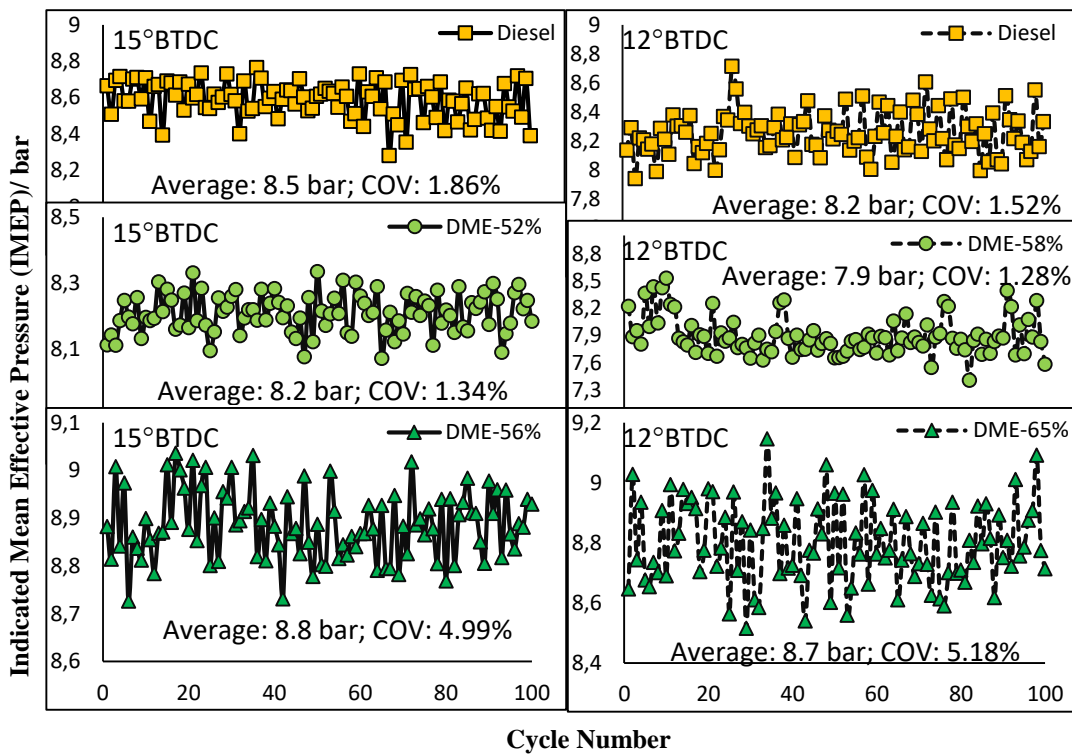 Indicated Mean Effective Pressure (IMEP)/ bar
9
8,8
8,6
8,4
8,2
8
15°BTDC
Diesel
Average: 8.5 bar; COV: 1.86%
9
8,8
8,6
8,4
8,2
8
7,8
12°BTDC
Diesel
Average: 8.2 bar; COV: 1.52%
8,5
8,3
8,1
15°BTDC
DME-52%
Average: 8.2 bar; COV: 1.34%
8,8
8,5
8,2
7,9
7,6
7,3
12°BTDC
DME-58%
Average: 7.9 bar; COV: 1.28%
9,1
9
8,9
8,8
8,7
8,6
15°BTDC
DME-56%
Average: 8.8 bar; COV: 4.99%
0 20 40 60 80 100
9,2
9
8,8
8,6
8,4
12°BTDC
DME-65%
Average: 8.7 bar; COV: 5.18%
0 20 40 60 80 100
Cycle Number